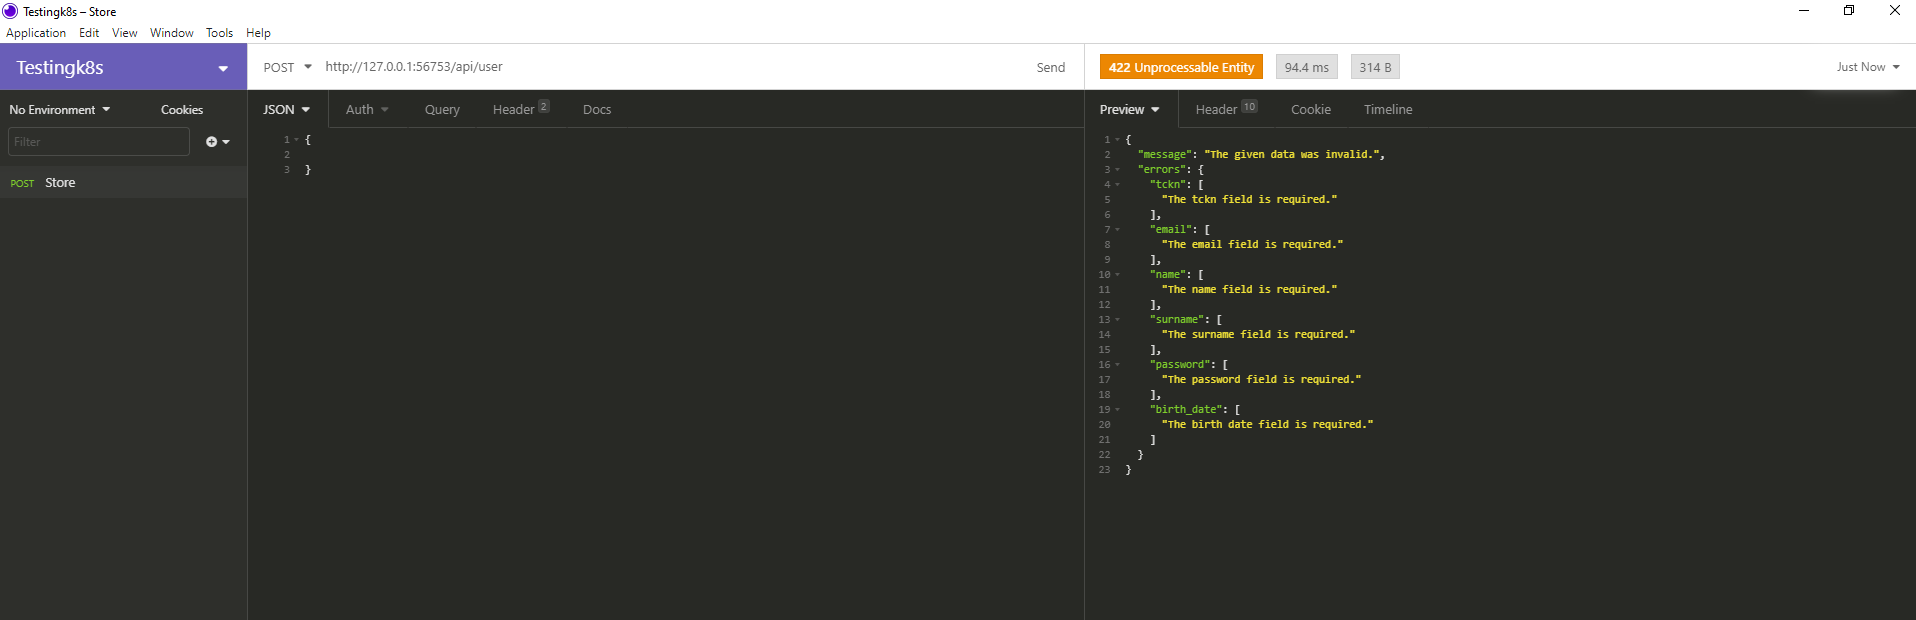 Testingk8s – Store
Application Edit View Window Tools Help
Testingk8s
POST http://127.0.0.1:56753/api/user Send
422 Unprocessable Entity 94.4 ms 314 B Just Now
No Environment Cookies
JSON Auth Query Header 2 Docs
Preview Header 10 Cookie Timeline
Filter
POST Store
1 {
2
3 }
1 {
2 "message": "The given data was invalid.",
3 "errors": {
4 "tckn": [
5 "The tckn field is required."
6 ],
7 "email": [
8 "The email field is required."
9 ],
10 "name": [
11 "The name field is required."
12 ],
13 "surname": [
14 "The surname field is required."
15 ],
16 "password": [
17 "The password field is required."
18 ],
19 "birth_date": [
20 "The birth date field is required."
21 ]
22 }
23 }